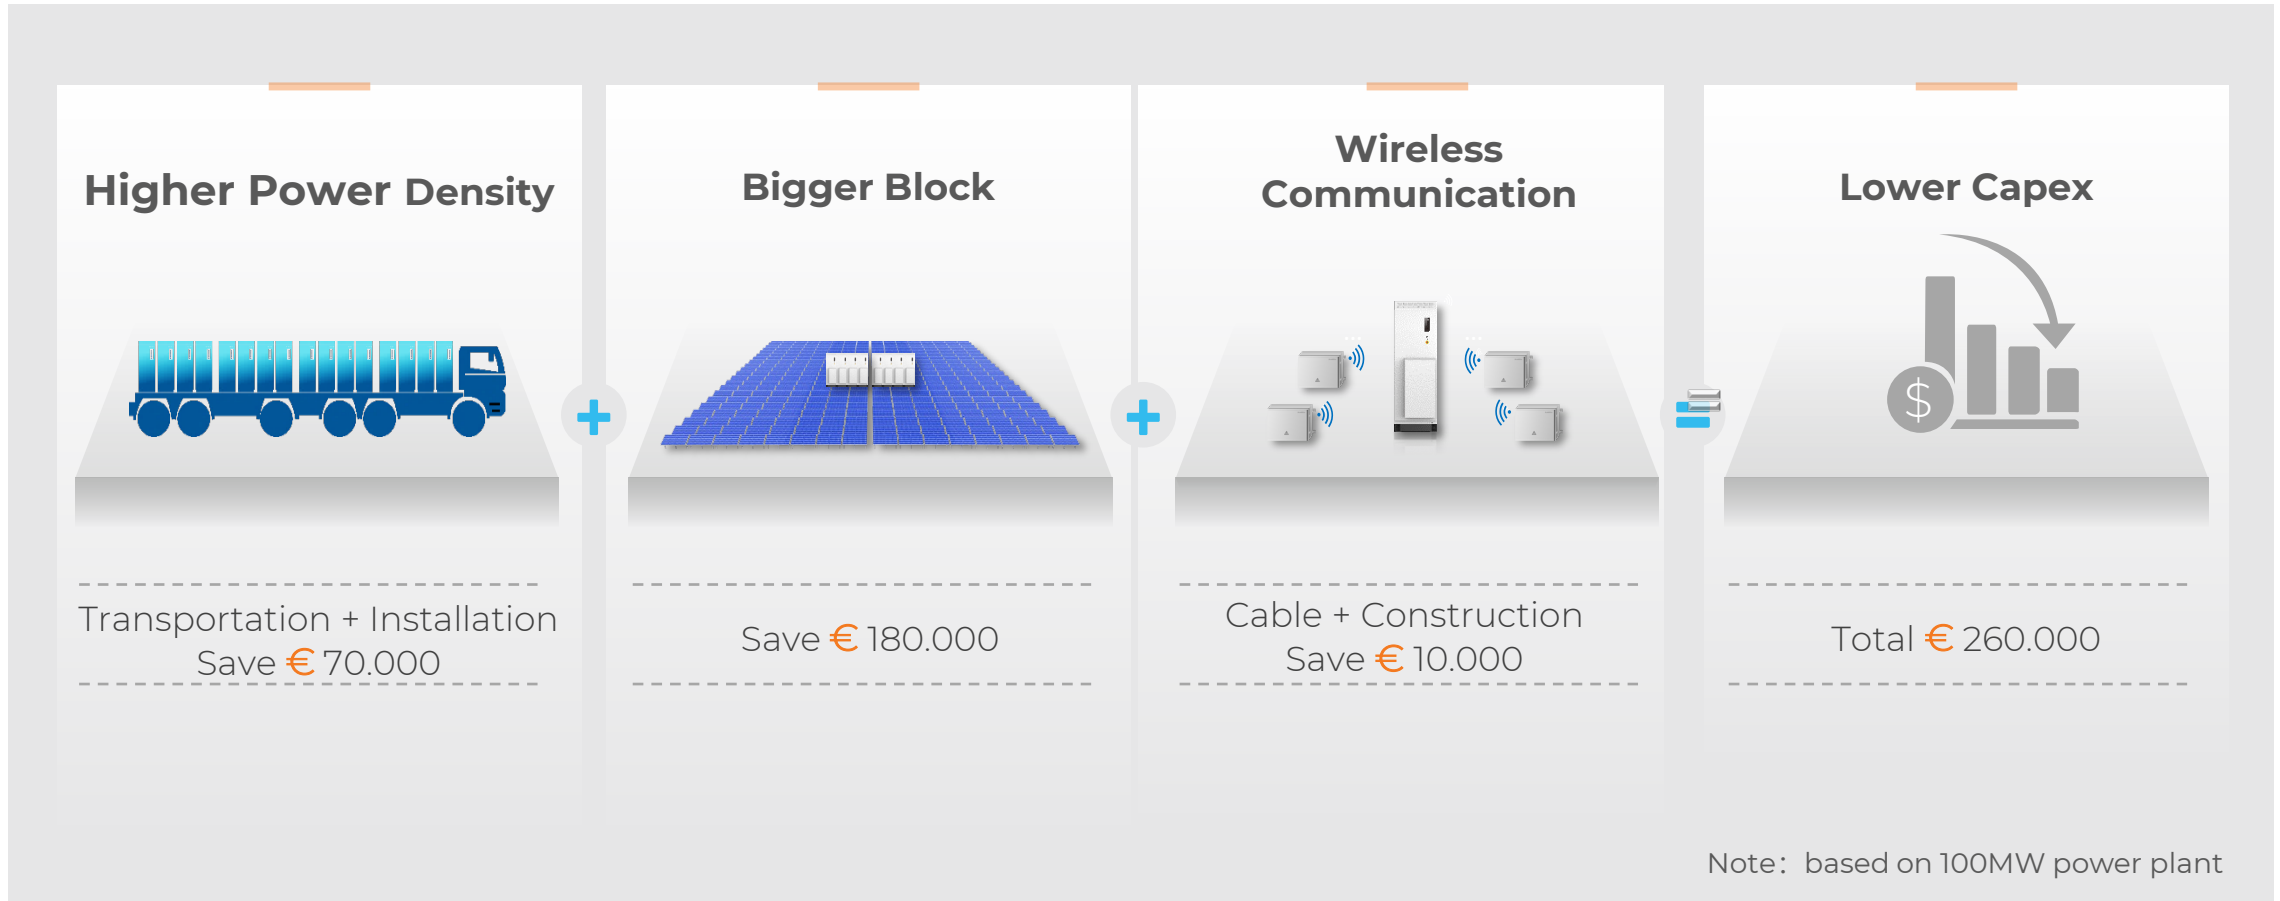 Higher Power Density
Transportation + Installation
Save € 70.000
Bigger Block
Save € 180.000
Wireless
Communication
Cable + Construction
Save € 10.000
Lower Capex
$
Total € 260.000
Note：based on 100MW power plant